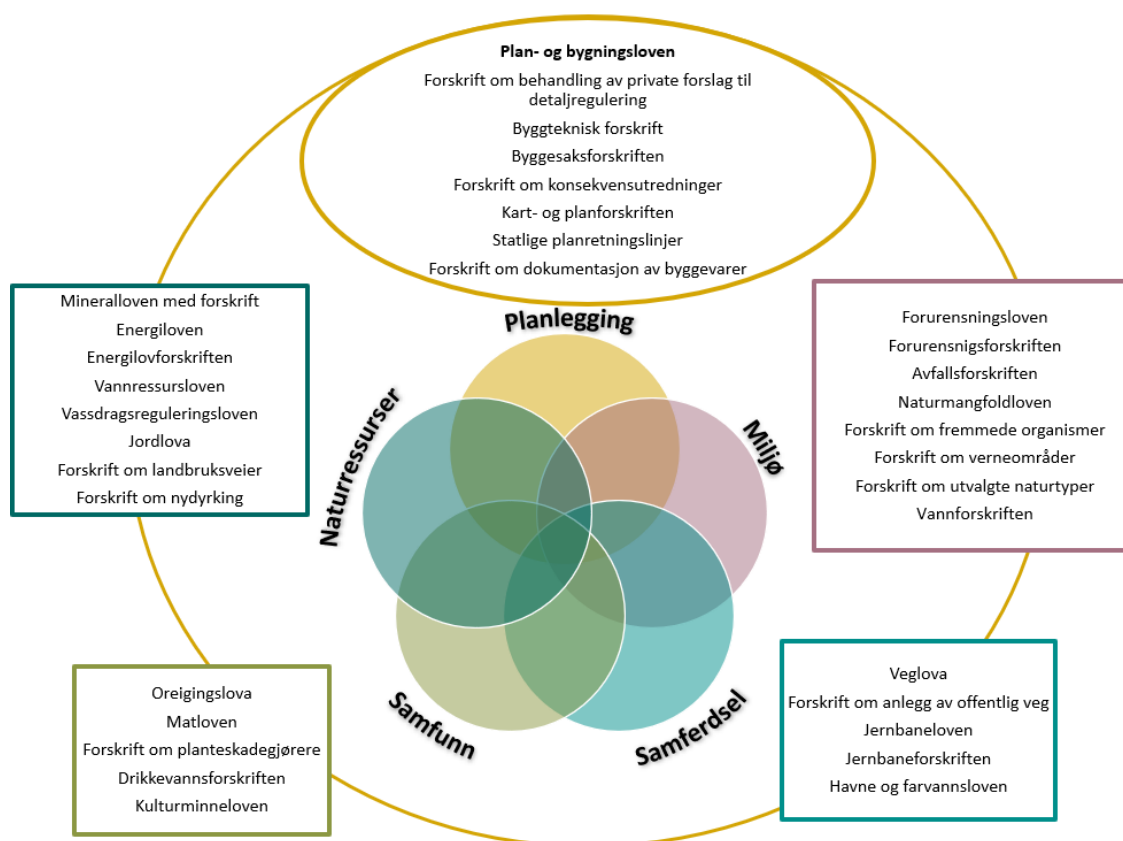 Plan- og bygningsloven
Forskrift om behandling av private forslag til
detaljregulering
Byggteknisk forskrift
Byggesaksforskriften
Forskrift om konsekvensutredninger
Kart- og planforskriften
Statlige planretningslinjer
Forskrift om dokumentasjon av byggevarer
Mineralloven med forskrift
Energiloven
Energilovforskriften
Vannressursloven
Vassdragsreguleringsloven
Jordlova
Forskrift om landbruksveier
Forskrift om nydyrking
Planlegging
Miljø
Samferdsel
Samfunn
Naturressurser
Forurensningsloven
Forurensnigsforskriften
Avfallsforskriften
Naturmangfoldloven
Forskrift om fremmede organismer
Forskrift om verneområder
Forskrift om utvalgte naturtyper
Vannforskriften
Oreigingslova
Matloven
Forskrift om planteskadegjørere
Drikkevannsforskriften
Kulturminneloven
Veglova
Forskrift om anlegg av offentlig veg
Jernbaneloven
Jernbaneforskriften
Havne og farvannsloven